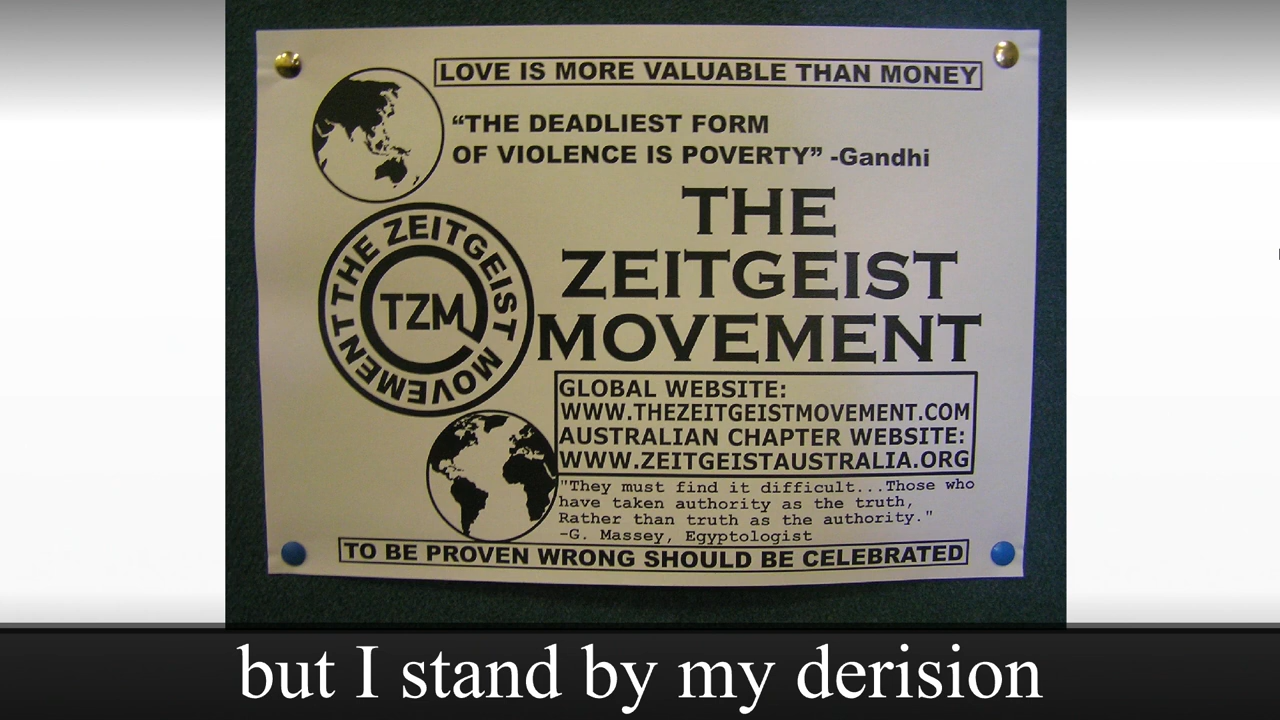 LOVE IS MORE VALUABLE THAN MONEY
“THE DEADLIEST FORM
OF VIOLENCE IS POVERTY” -Gandhi
THE
ZEITGEIST
MOVEMENT
THE ZEITGEIST MOVEMENT
TZM
GLOBAL WEBSITE:
WWW.THEZEITGEISTMOVEMENT.COM
AUSTRALIAN CHAPTER WEBSITE:
WWW.ZEITGEISTAUSTRALIA.ORG
"They must find it difficult...Those who
have taken authority as the truth,
Rather than truth as the authority."
-G. Massey, Egyptologist
TO BE PROVEN WRONG SHOULD BE CELEBRATED
but I stand by my derision